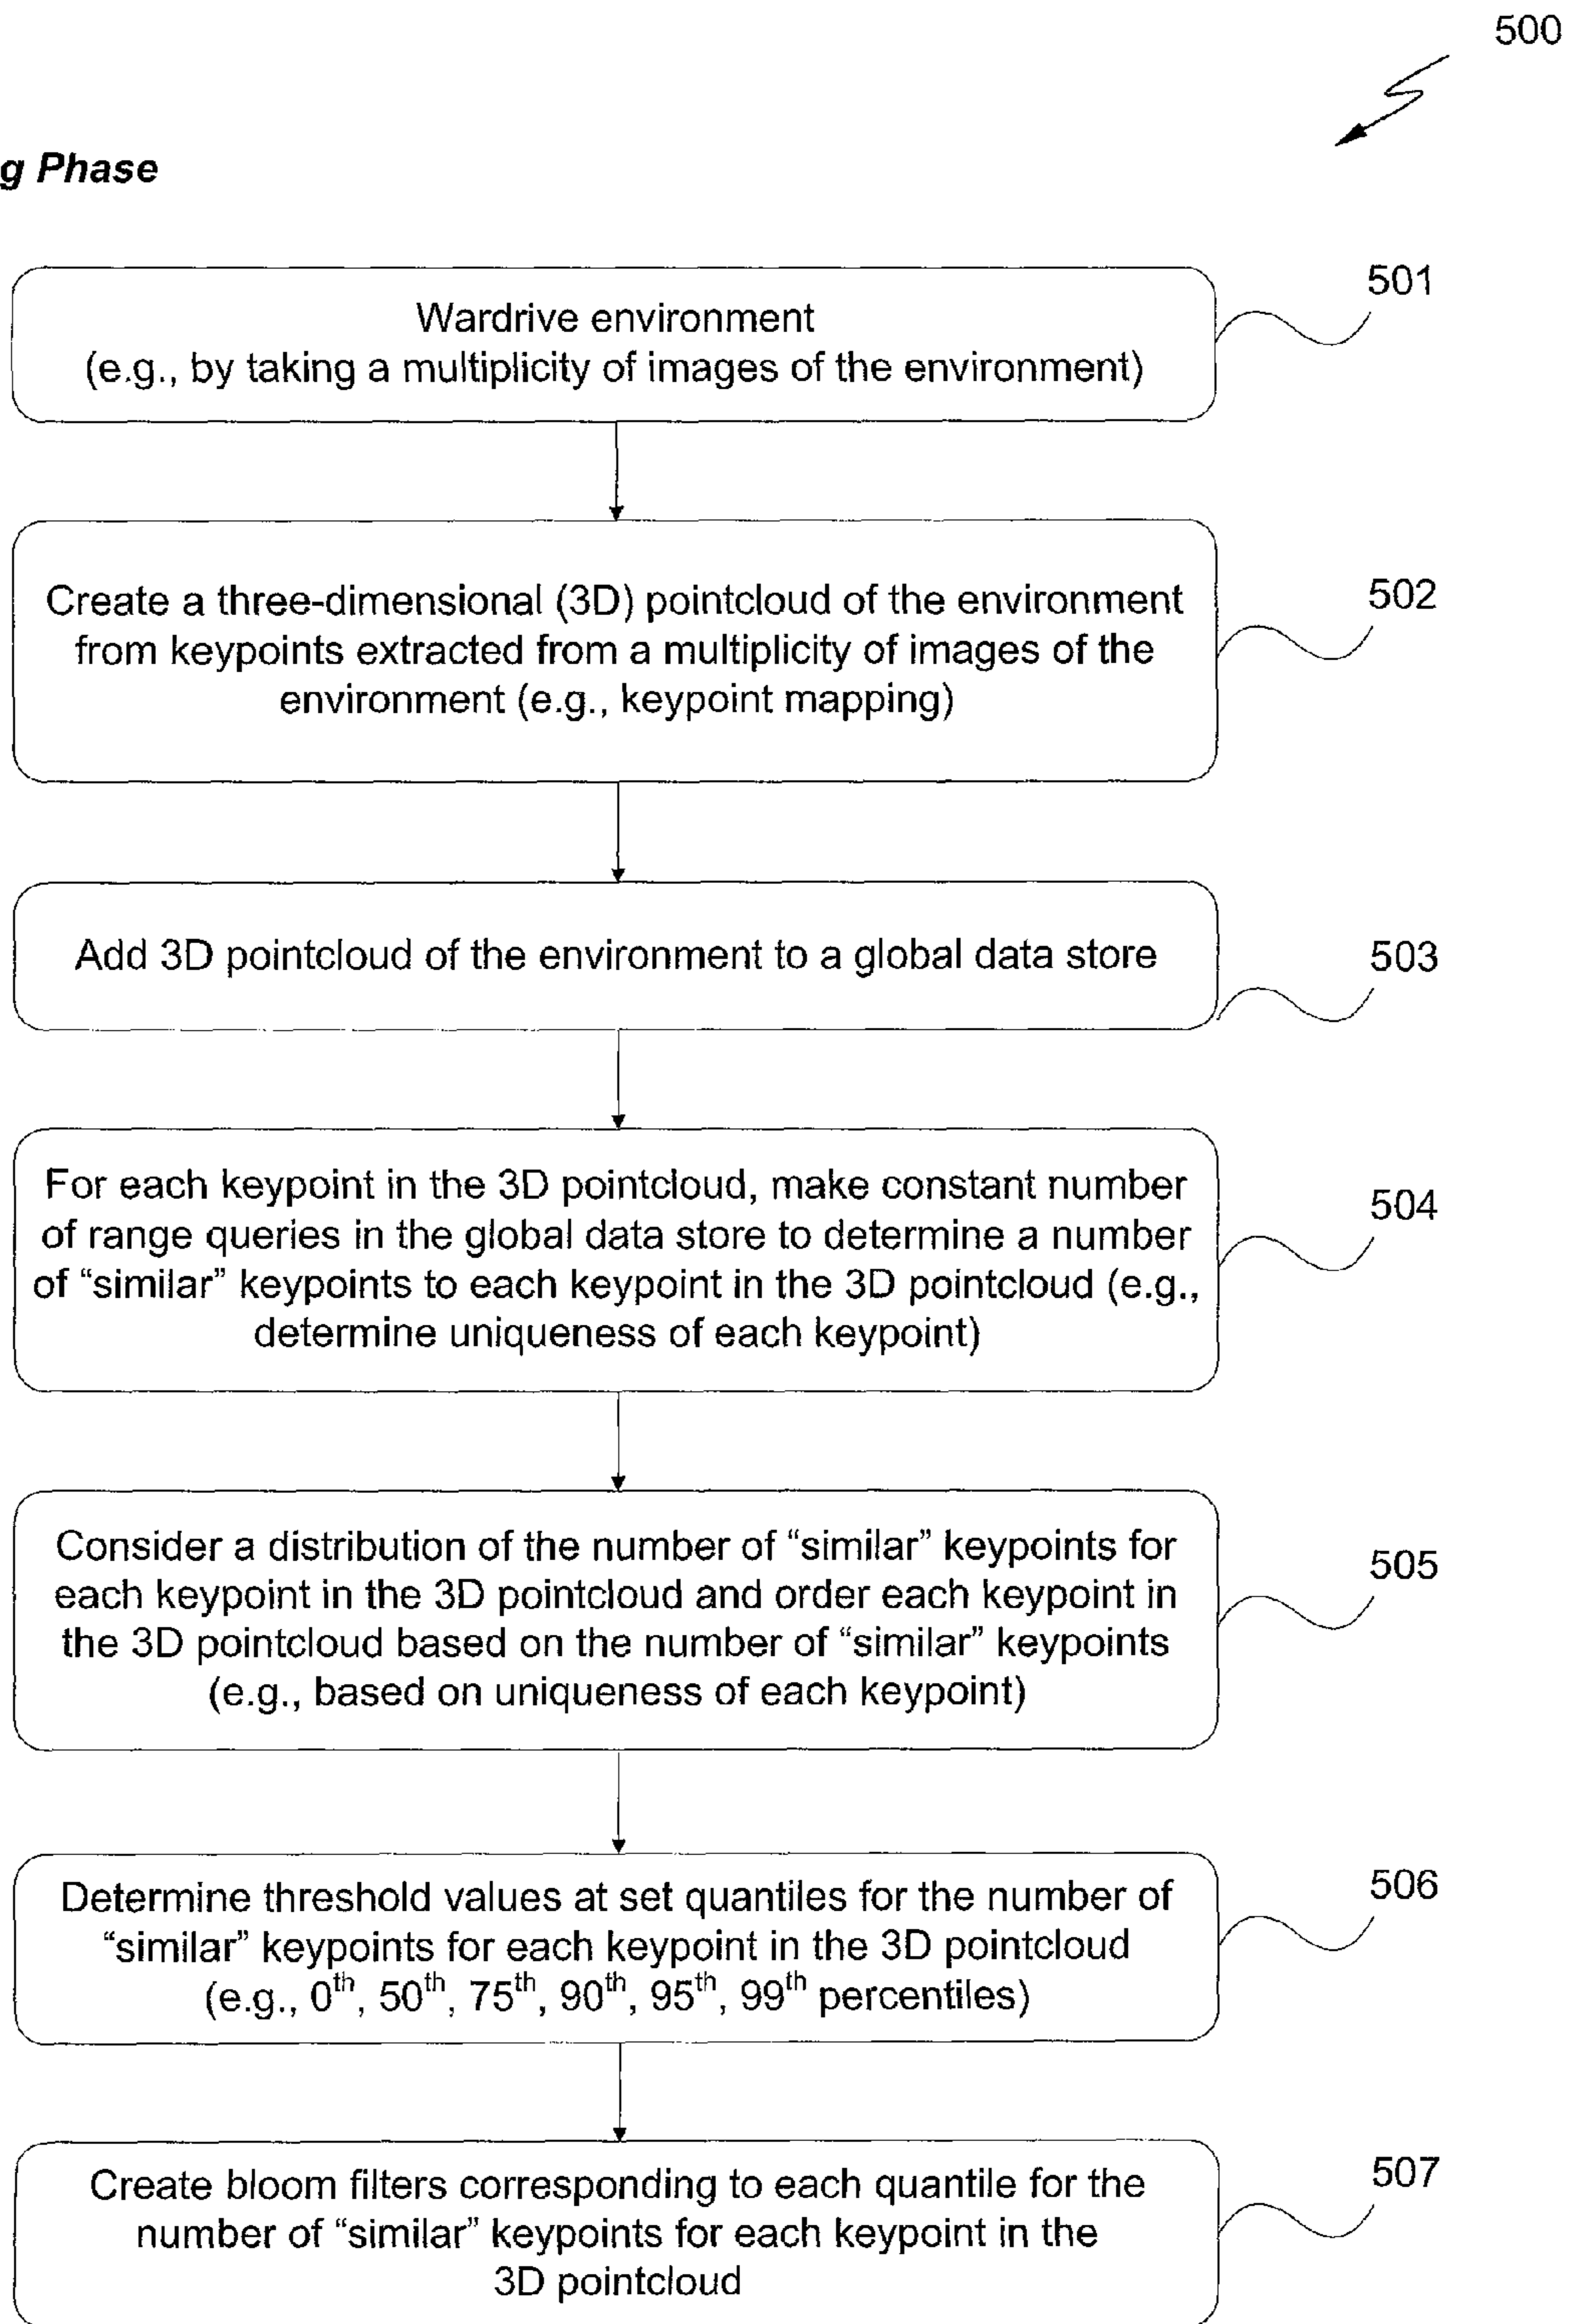 500
g Phase
Wardrive environment
(e.g., by taking a multiplicity of images of the environment)
501
Create a three-dimensional (3D) pointcloud of the environment
from keypoints extracted from a multiplicity of images of the
environment (e.g., keypoint mapping)
502
Add 3D pointcloud of the environment to a global data store
503
For each keypoint in the 3D pointcloud, make constant number
of range queries in the global data store to determine a number
of “similar” keypoints to each keypoint in the 3D pointcloud (e.g.,
determine uniqueness of each keypoint)
504
Consider a distribution of the number of “similar” keypoints for
each keypoint in the 3D pointcloud and order each keypoint in
the 3D pointcloud based on the number of “similar” keypoints
(e.g., based on uniqueness of each keypoint)
505
Determine threshold values at set quantiles for the number of
“similar” keypoints for each keypoint in the 3D pointcloud
(e.g., 0th, 50th, 75th, 90th, 95th, 99th percentiles)
506
Create bloom filters corresponding to each quantile for the
number of “similar” keypoints for each keypoint in the
3D pointcloud
507